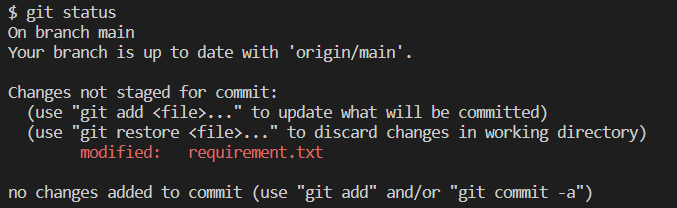 $ git status
On branch main
Your branch is up to date with 'origin/main'.
Changes not staged for commit:
(use "git add <file>..." to update what will be committed)
(use "git restore <file>..." to discard changes in working directory)
modified: requirement.txt
no changes added to commit (use "git add" and/or "git commit -a")